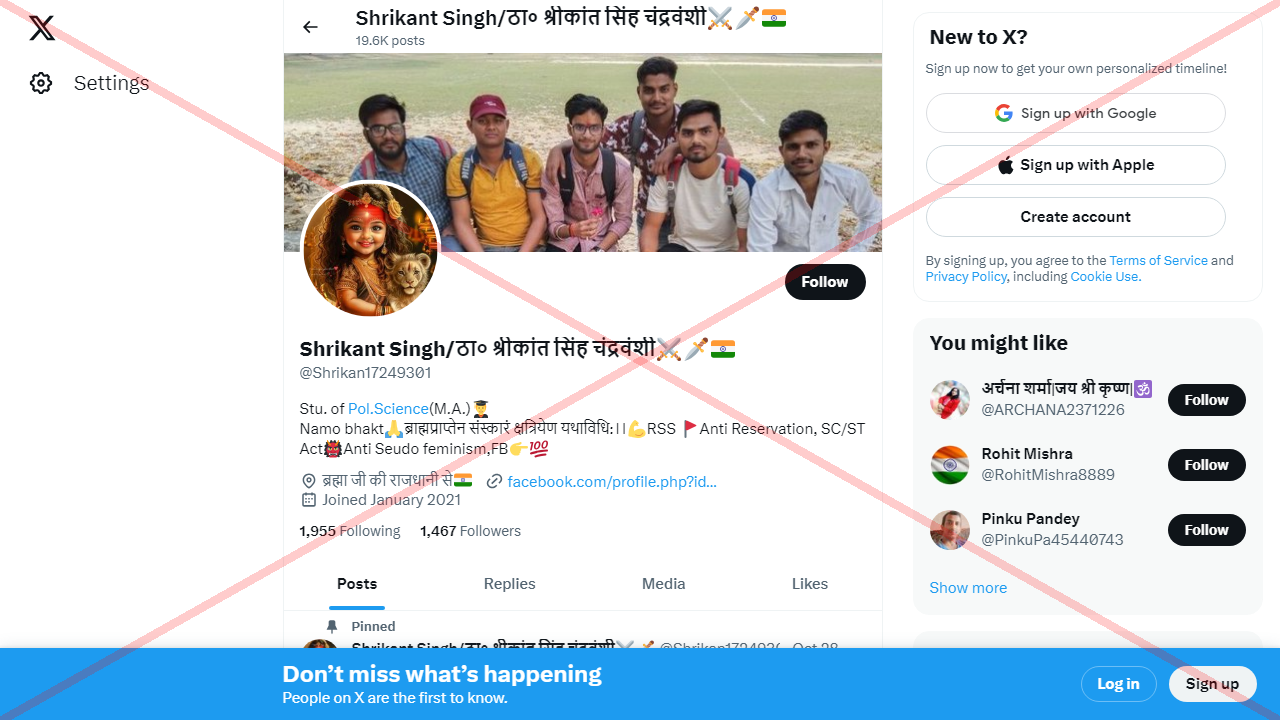 Settings
Shrikant Singh/ठा० श्रीकांत सिंह चंद्रवंशी⚔️🗡️🇮🇳
19.6K posts
Follow
Shrikant Singh/ठा० श्रीकांत सिंह चंद्रवंशी⚔️🗡️🇮🇳
@Shrikan17249301
Stu. of Pol.Science(M.A.)👨‍🎓
Namo bhakt🙏ब्राह्मप्राप्तेन संस्कारं क्षत्रियेण यथाविधि:।।💪RSS 🚩Anti Reservation, SC/ST
Act👹Anti Seudo feminism,FB👉💯
ब्रह्मा जी की राजधानी से🇮🇳 facebook.com/profile.php?id…
Joined January 2021
1,955 Following 1,467 Followers
Posts Replies Media Likes
Pinned
Shrikant Singh/ठा० श्रीकांत सिंह चंद्रवंशी⚔️🗡️ Oct 28
New to X?
Sign up now to get your own personalized timeline!
Sign up with Google
Sign up with Apple
Create account
By signing up, you agree to the Terms of Service and
Privacy Policy, including Cookie Use.
You might like
अर्चना शर्मा|जय श्री कृष्ण|🕉️
@ARCHANA2371226
Follow
Rohit Mishra
@RohitMishra8889
Follow
Pinku Pandey
@PinkuPa45440743
Follow
Show more
Don’t miss what’s happening
People on X are the first to know.
Log in
Sign up